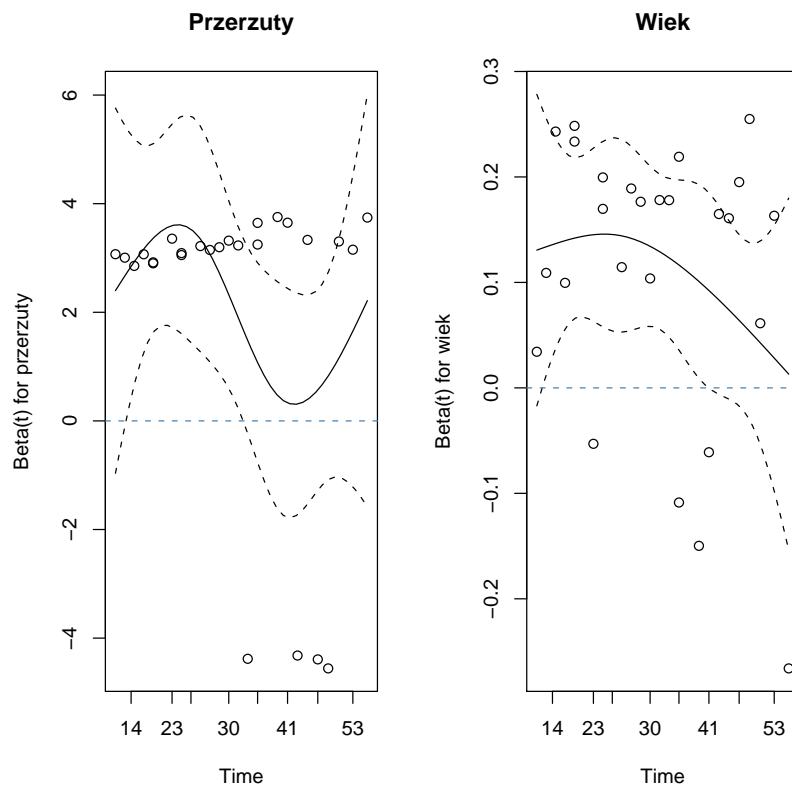 Przerzuty
Beta(t) for przerzuty
6
4
2
0
−2
−4
14 23 30 41 53
Time
Wiek
Beta(t) for wiek
0.3
0.2
0.1
0.0
−0.1
−0.2
14 23 30 41 53
Time